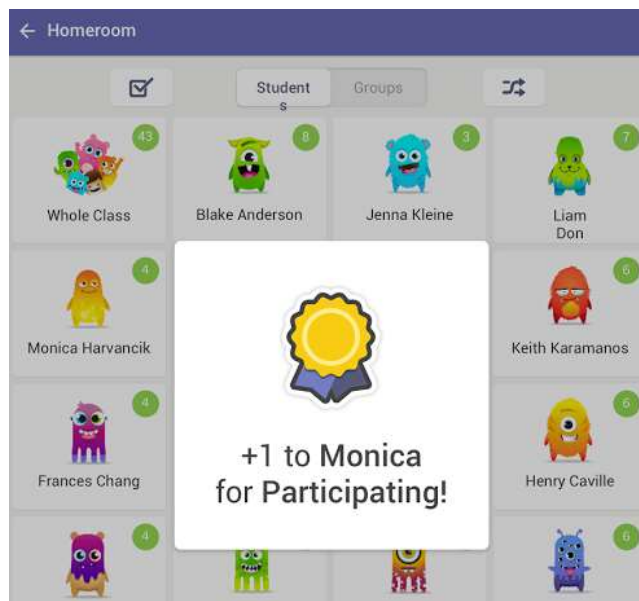 Homeroom
Student
s
Groups
43
8
3
7
Whole Class
Blake Anderson
Jenna Kleine
Liam
Don
4
6
Monica Harvancik
Keith Karamanos
+1 to Monica
for Participating!
4
6
Frances Chang
Henry Caville
4
6